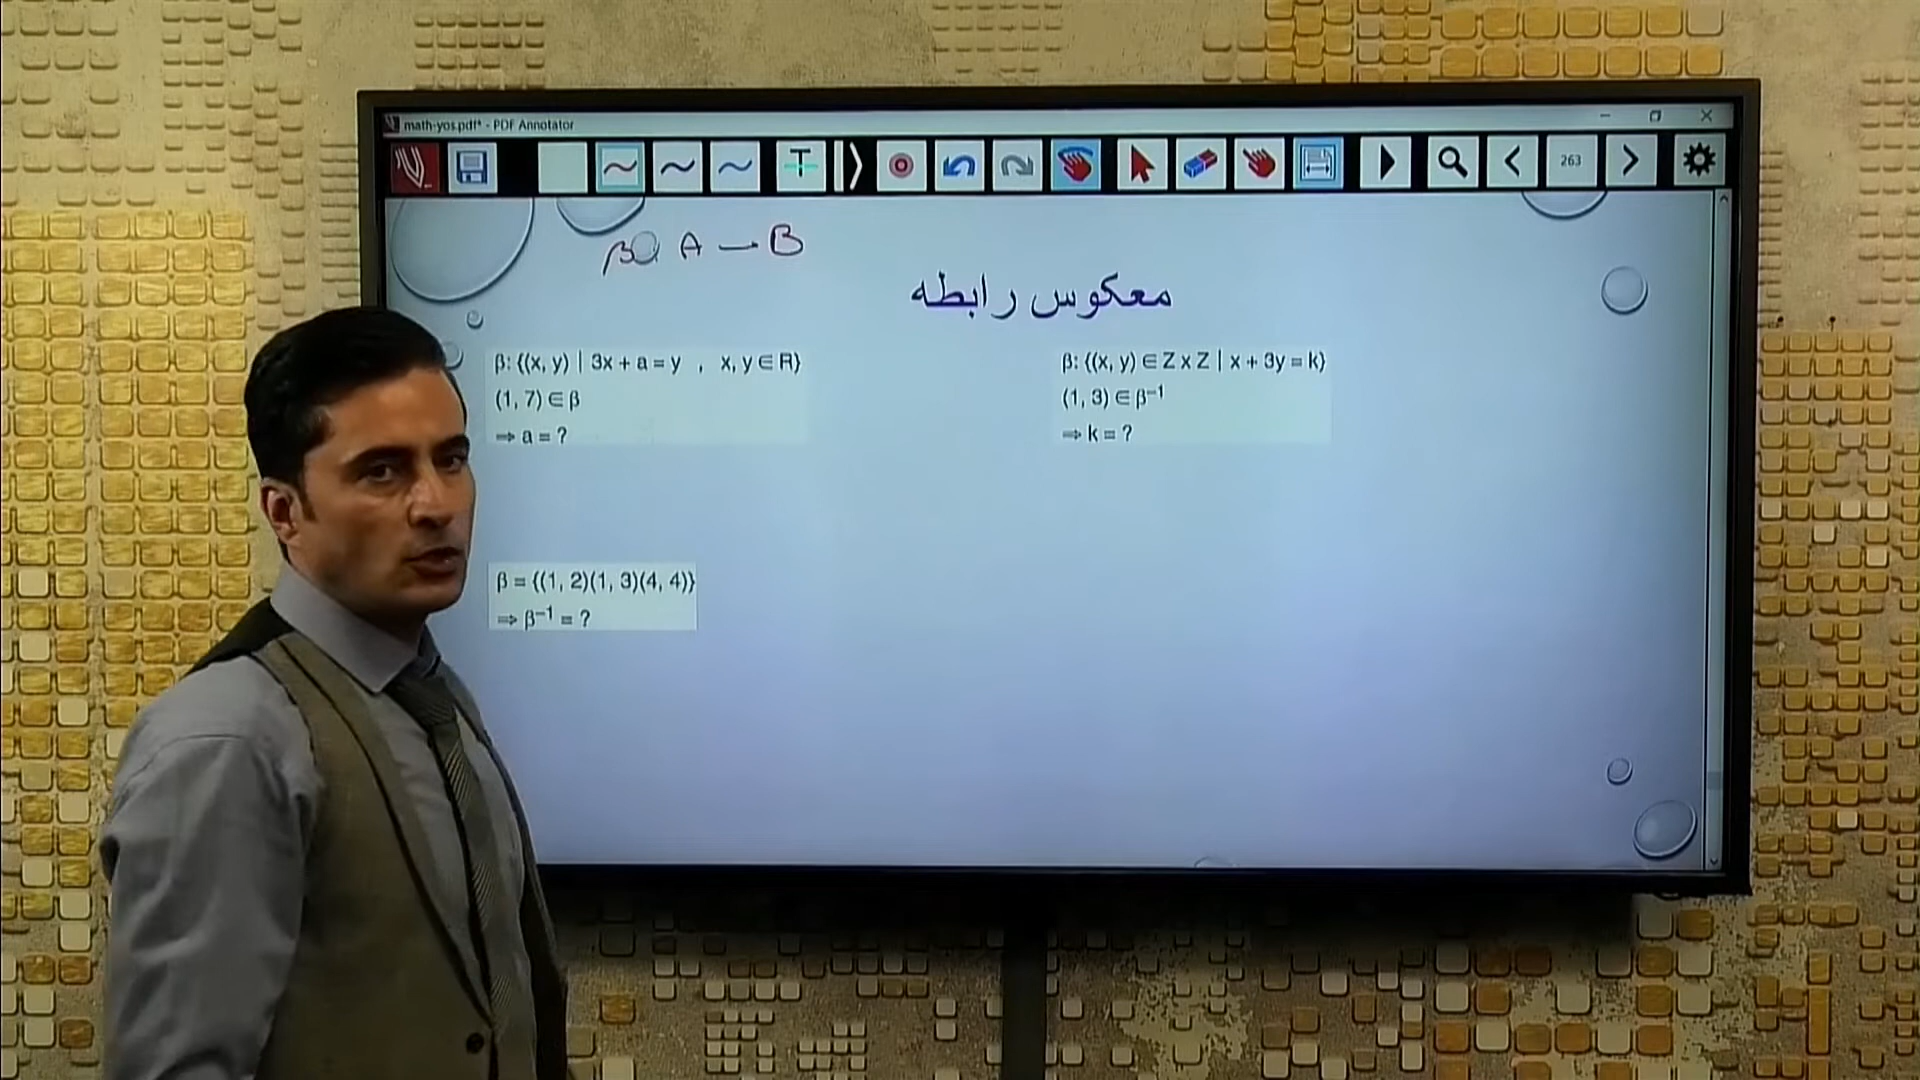 math-yos.pdf* - PDF Annotator
263
β: A — B
معکوس رابطه
β: {(x, y) | 3x + a = y , x, y ∈ R}
(1, 7) ∈ β
⇒ a = ?
β: {(x, y) ∈ Z x Z | x + 3y = k}
(1, 3) ∈ β⁻¹
⇒ k = ?
β = {(1, 2)(1, 3)(4, 4)}
⇒ β⁻¹ = ?